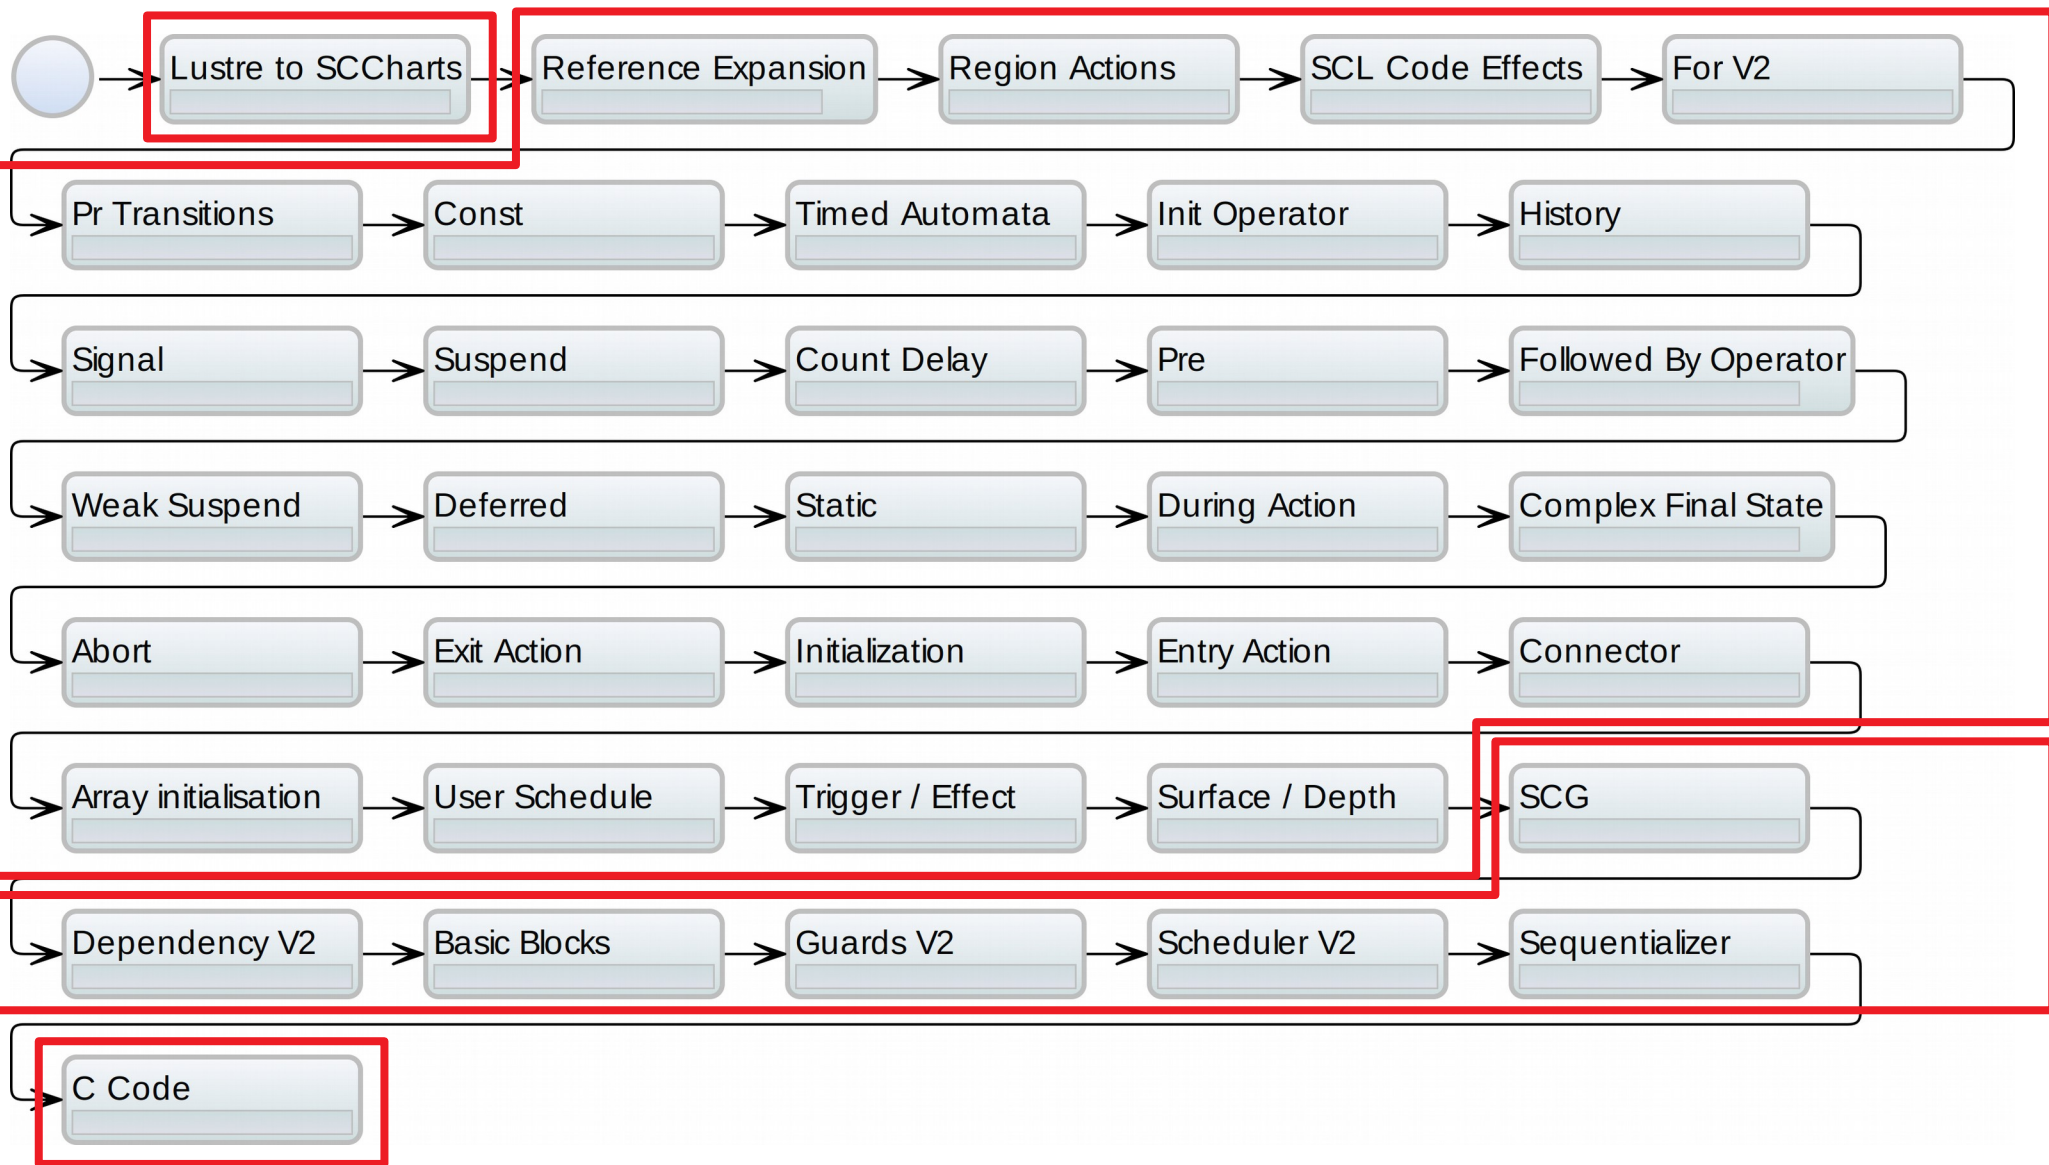 Lustre to SCCharts
Reference Expansion
Region Actions
SCL Code Effects
For V2
Pr Transitions
Const
Timed Automata
Init Operator
History
Signal
Suspend
Count Delay
Pre
Followed By Operator
Weak Suspend
Deferred
Static
During Action
Complex Final State
Abort
Exit Action
Initialization
Entry Action
Connector
Array initialisation
User Schedule
Trigger / Effect
Surface / Depth
SCG
Dependency V2
Basic Blocks
Guards V2
Scheduler V2
Sequentializer
C Code